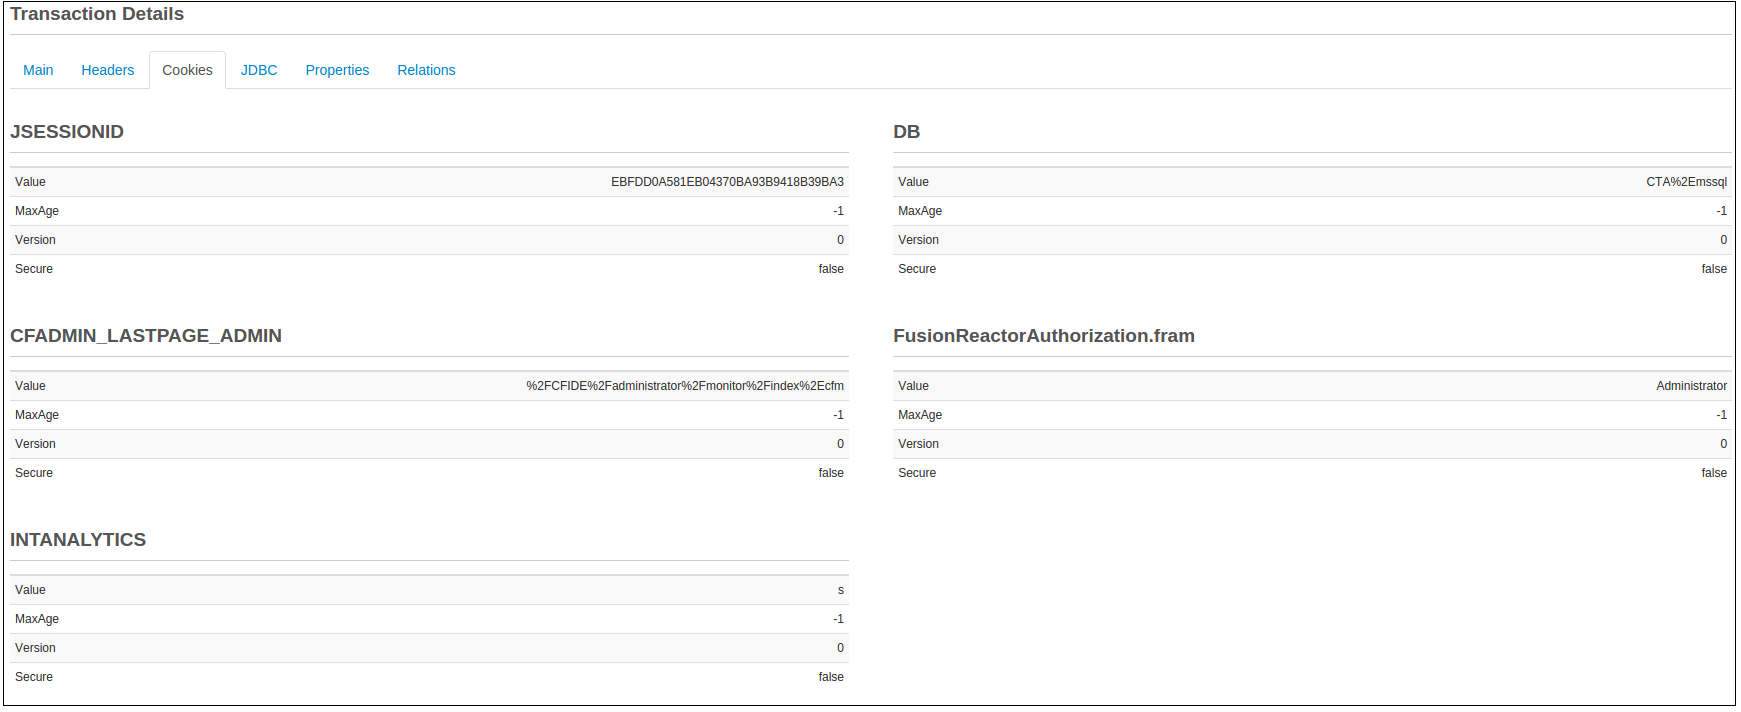 Transaction Details
Main Headers Cookies JDBC Properties Relations
JSESSIONID
Value EBFDD0A581EB04370BA93B9418B39BA3
MaxAge -1
Version 0
Secure false
DB
Value CTA%2Emssql
MaxAge -1
Version 0
Secure false
CFADMIN_LASTPAGE_ADMIN
Value %2FCFIDE%2Fadministrator%2Fmonitor%2Findex%2Ecfm
MaxAge -1
Version 0
Secure false
FusionReactorAuthorization.fram
Value Administrator
MaxAge -1
Version 0
Secure false
INTANALYTICS
Value s
MaxAge -1
Version 0
Secure false